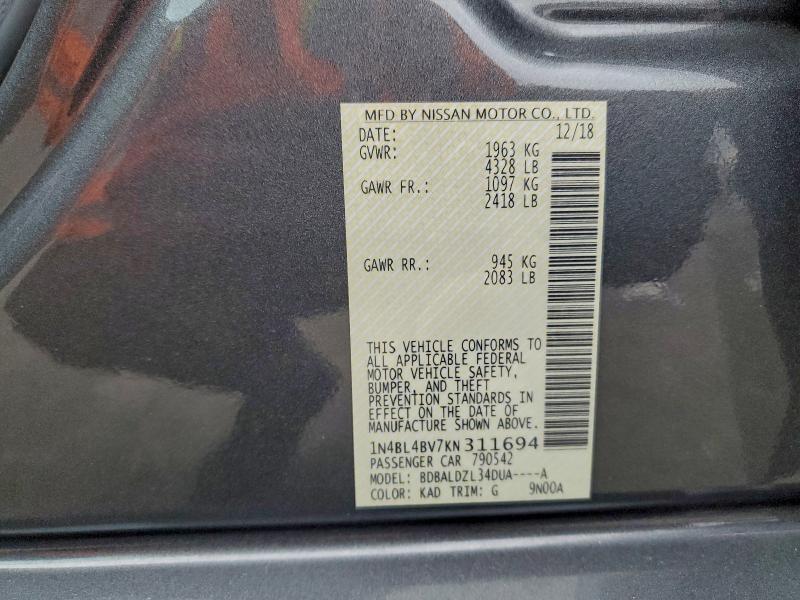 MFD BY NISSAN MOTOR CO., LTD.
DATE: 12/18
GVWR: 1963 KG
4328 LB
GAWR FR.: 1097 KG
2418 LB
GAWR RR.: 945 KG
2083 LB
THIS VEHICLE CONFORMS TO
ALL APPLICABLE FEDERAL
MOTOR VEHICLE SAFETY,
BUMPER, AND THEFT
PREVENTION STANDARDS IN
EFFECT ON THE DATE OF
MANUFACTURE SHOWN ABOVE.
1N4BL4BV7KN311694
PASSENGER CAR 790542
MODEL: BDBALDZL34DUA----A
COLOR: KAD TRIM: G 9N00A